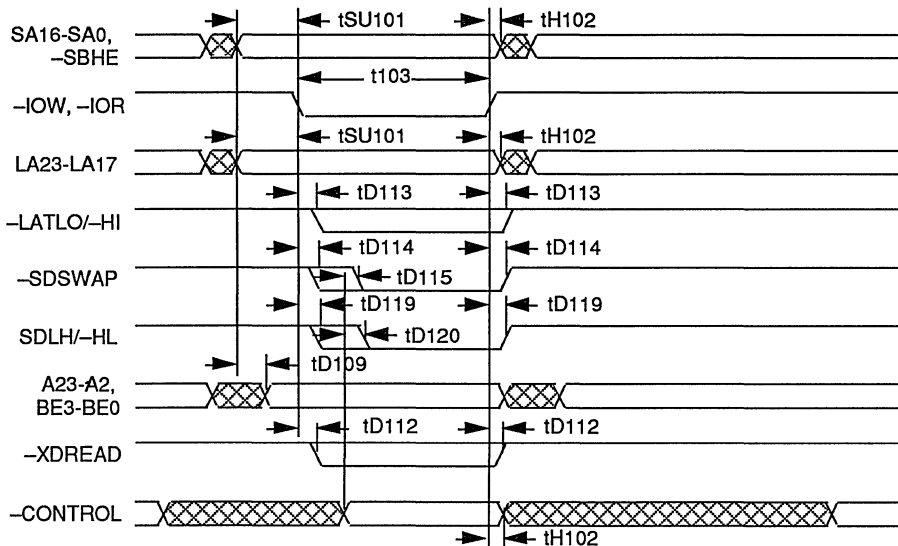 tSU101 tH102
SA16-SA0,
–SBHE
t103
–IOW, –IOR
tSU101 tH102
LA23-LA17
tD113 tD113
–LATLO/–HI
tD114 tD114
–SDSWAP tD115
tD119 tD119
SDLH/–HL tD120
tD109
A23-A2,
BE3-BE0
tD112 tD112
–XDREAD
–CONTROL
tH102